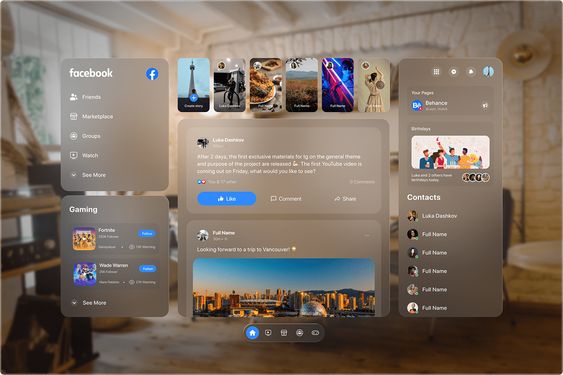 facebook
Friends
Marketplace
Groups
Watch
See More
Gaming
Fortnite
Follow
Wade Warren
Follow
See More
Create story
Luka Dashkov
Full Name
Full Name
Full Name
Luka Dashkov
After 2 days, the first exclusive materials for tg on the general theme
and purpose of the project are released 💪. The first YouTube video is
coming out on Friday, what would you like to see?
You & 17 other
Comments
Like
Comment
Share
Full Name
Looking forward to a trip to Vancouver!
Your Pages
Bē
Behance
Birthdays
Luka and 2 others have
birthdays today
Contacts
Luka Dashkov
Full Name
Full Name
Full Name
Full Name
Full Name